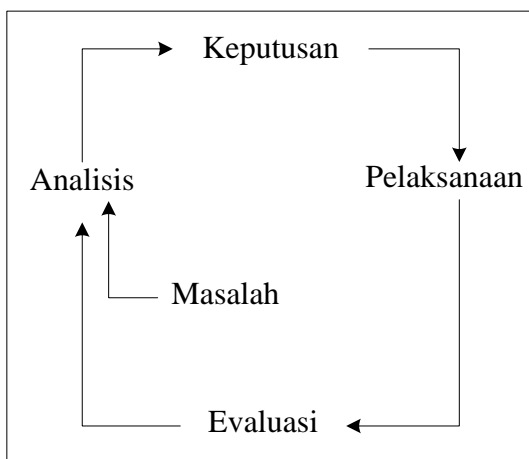 Keputusan
Analisis
Pelaksanaan
Masalah
Evaluasi